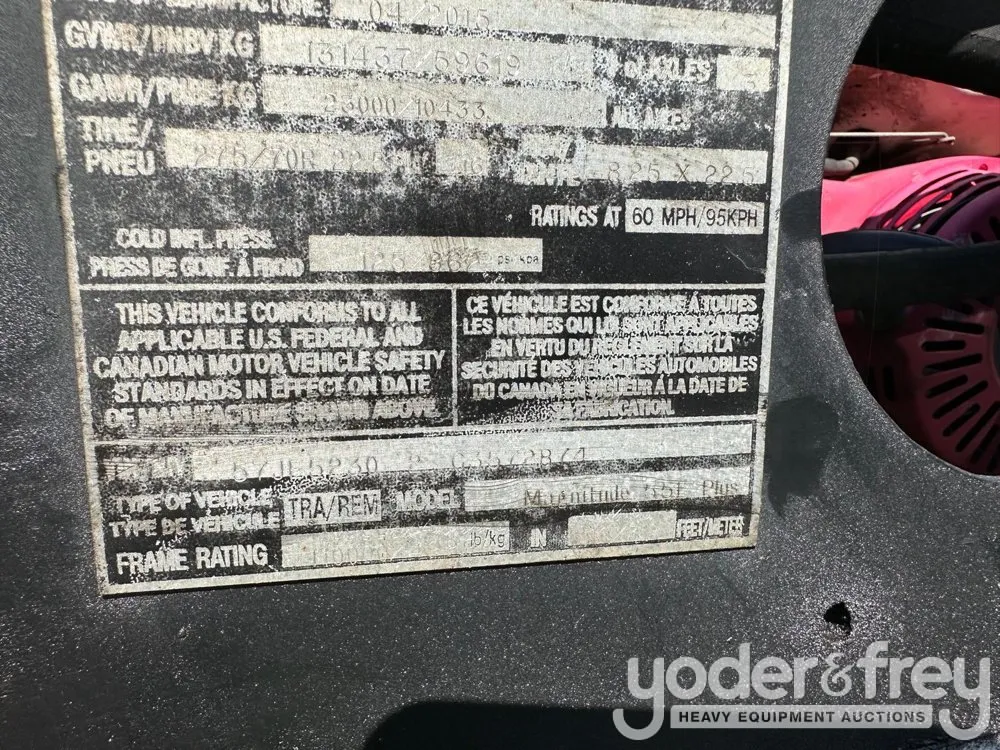 04/2015
GVWR/PNBV KG 131437/59619
23000/10433
TIRE/
PNEU 275/70R 22.5
8.25 X 22.5
RATINGS AT 60 MPH/95KPH
COLD INFL. PRESS.
PRESS DE GONF. À FROID psi/kpa
THIS VEHICLE CONFORMS TO ALL
APPLICABLE U.S. FEDERAL AND
CANADIAN MOTOR VEHICLE SAFETY
STANDARDS IN EFFECT ON DATE
OF MANUFACTURE SHOWN ABOVE.
CE VÉHICULE EST CONFORME À TOUTES
LES NORMES QUI LUI SONT APPLICABLES
EN VERTU DU RÈGLEMENT SUR LA
SÉCURITÉ DES VÉHICULES AUTOMOBILES
DU CANADA EN VIGUEUR À LA DATE DE
SA FABRICATION.
TYPE OF VEHICLE
TYPE DE VÉHICULE TRA/REM MODEL Magnitude Plus
FRAME RATING lb/kg IN FEET/METER
yoder&frey
HEAVY EQUIPMENT AUCTIONS